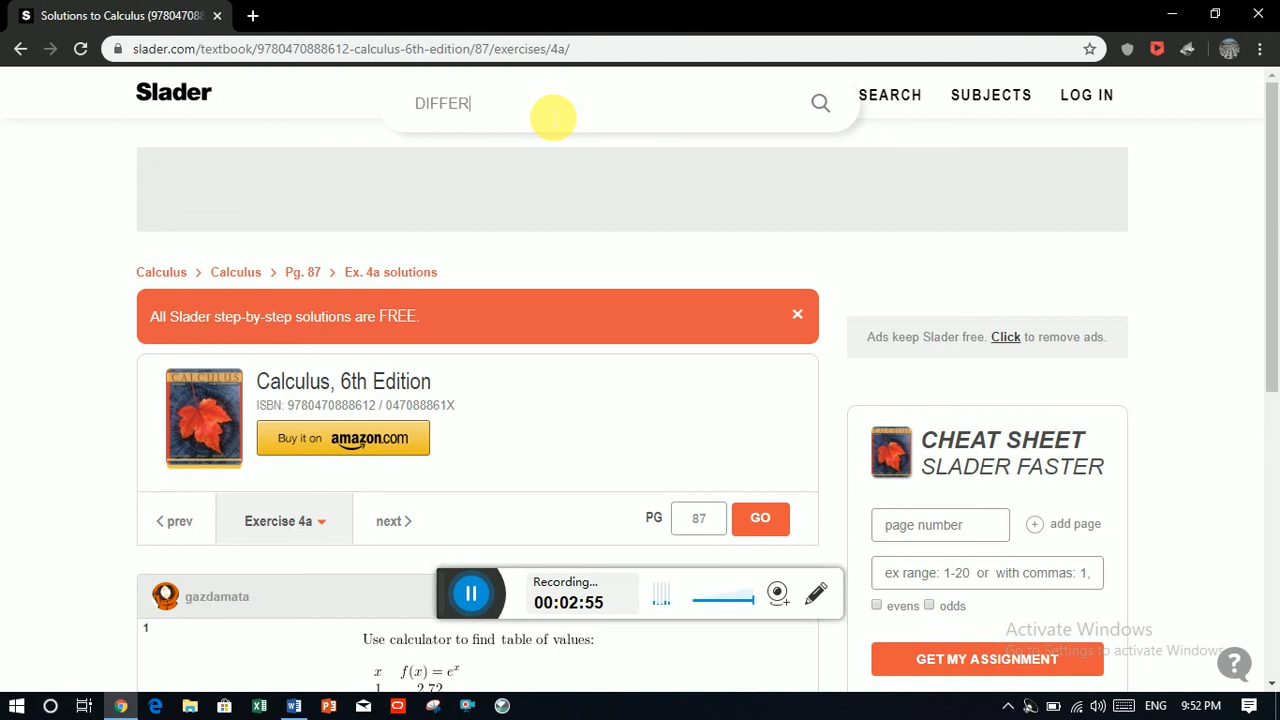 S Solutions to Calculus (97804708
slader.com/textbook/9780470888612-calculus-6th-edition/87/exercises/4a/
Slader
DIFFER
SEARCH
SUBJECTS
LOG IN
Calculus > Calculus > Pg. 87 > Ex. 4a solutions
All Slader step-by-step solutions are FREE.
Ads keep Slader free. Click to remove ads.
CALCULUS
Calculus, 6th Edition
ISBN: 9780470888612 / 047088861X
Buy it on amazon.com
CHEAT SHEET
SLADER FASTER
prev
Exercise 4a
next
PG
87
GO
page number
add page
ex range: 1-20 or with commas: 1,
evens
odds
GET MY ASSIGNMENT
gazdamata
Recording...
00:02:55
1
Use calculator to find table of values:
x f(x) = e^x
1 2.72
Activate Windows
Go to Settings to activate Windows.
?
ENG
9:52 PM